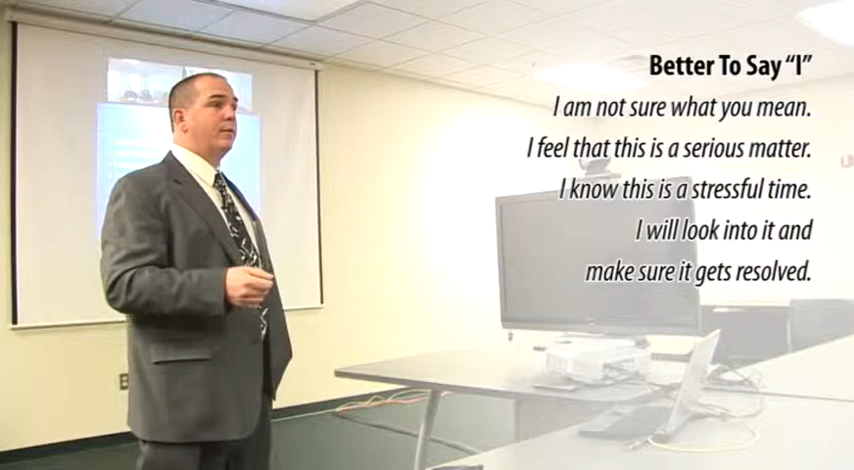 Better To Say “I”
I am not sure what you mean.
I feel that this is a serious matter.
I know this is a stressful time.
I will look into it and
make sure it gets resolved.